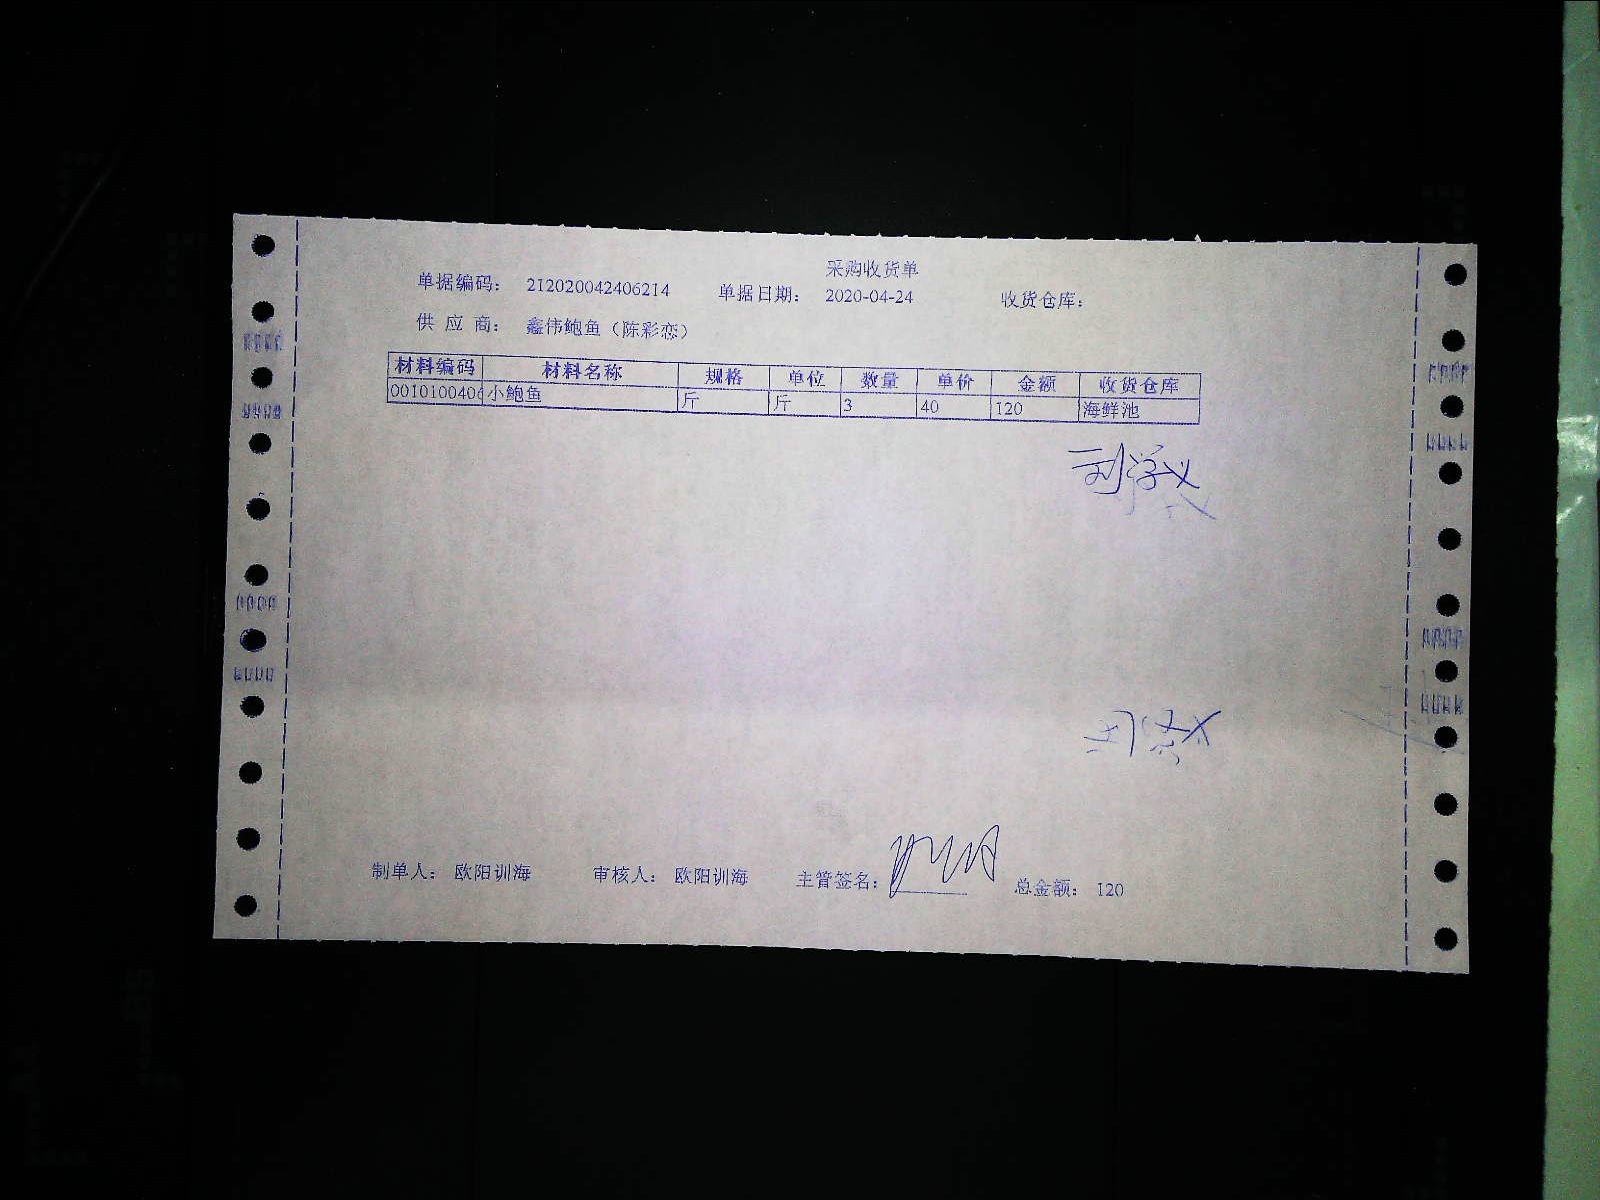 采购收货单
单据编码： 212020042406214 单据日期： 2020-04-24 收货仓库：
供 应 商： 鑫伟鲍鱼（陈彩恋）
材料编码 材料名称 规格 单位 数量 单价 金额 收货仓库
0010100406 小鲍鱼 斤 斤 3 40 120 海鲜池
制单人： 欧阳训海 审核人： 欧阳训海 主管签名： 总金额： 120